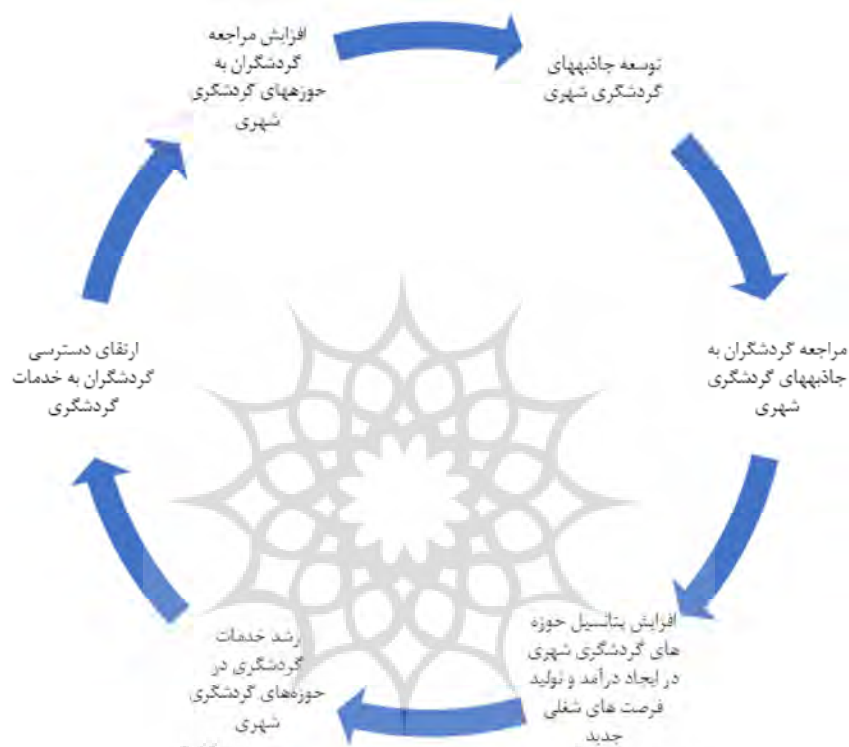 توسعه جاذبههای
گردشگری شهری
مراجعه گردشگران به
جاذبههای گردشگری
شهری
افزایش پتانسیل حوزه
های گردشگری شهری
در ایجاد درآمد و تولید
فرصت های شغلی
جدید
رشد خدمات
گردشگری در
حوزه‌های گردشگری
شهری
ارتقای دسترسی
گردشگران به خدمات
گردشگری
افزایش مراجعه
گردشگران به
حوزههای گردشگری
شهری